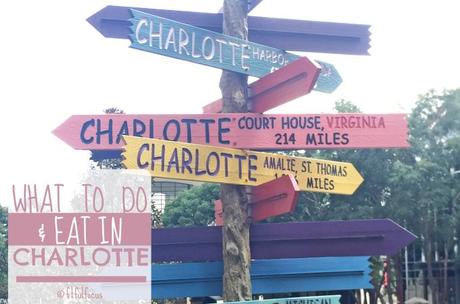 CHARLOTTE HARBOR
CHARLOTTE COURT HOUSE, VIRGINIA
214 MILES
CHARLOTTE AMALIE, ST. THOMAS
MILES
WHAT TO DO
& EAT IN
CHARLOTTE
@fitfulfocus